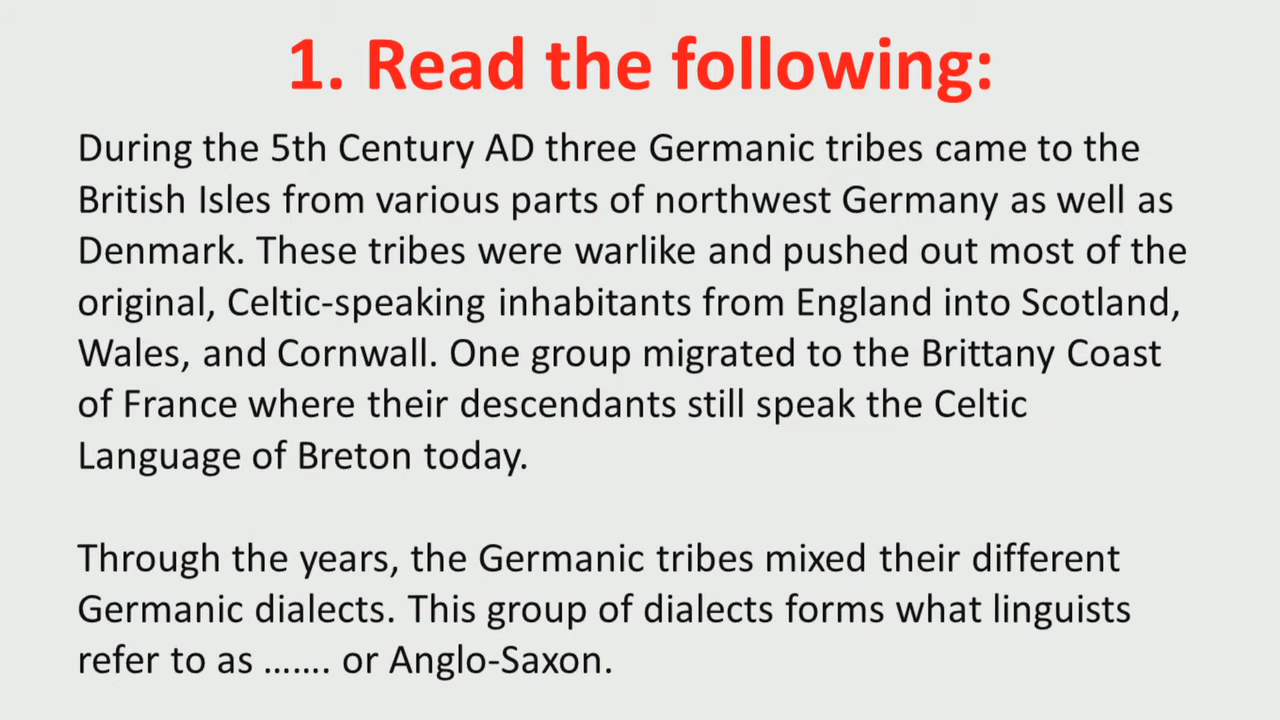 1. Read the following:
During the 5th Century AD three Germanic tribes came to the
British Isles from various parts of northwest Germany as well as
Denmark. These tribes were warlike and pushed out most of the
original, Celtic-speaking inhabitants from England into Scotland,
Wales, and Cornwall. One group migrated to the Brittany Coast
of France where their descendants still speak the Celtic
Language of Breton today.
Through the years, the Germanic tribes mixed their different
Germanic dialects. This group of dialects forms what linguists
refer to as ....... or Anglo-Saxon.